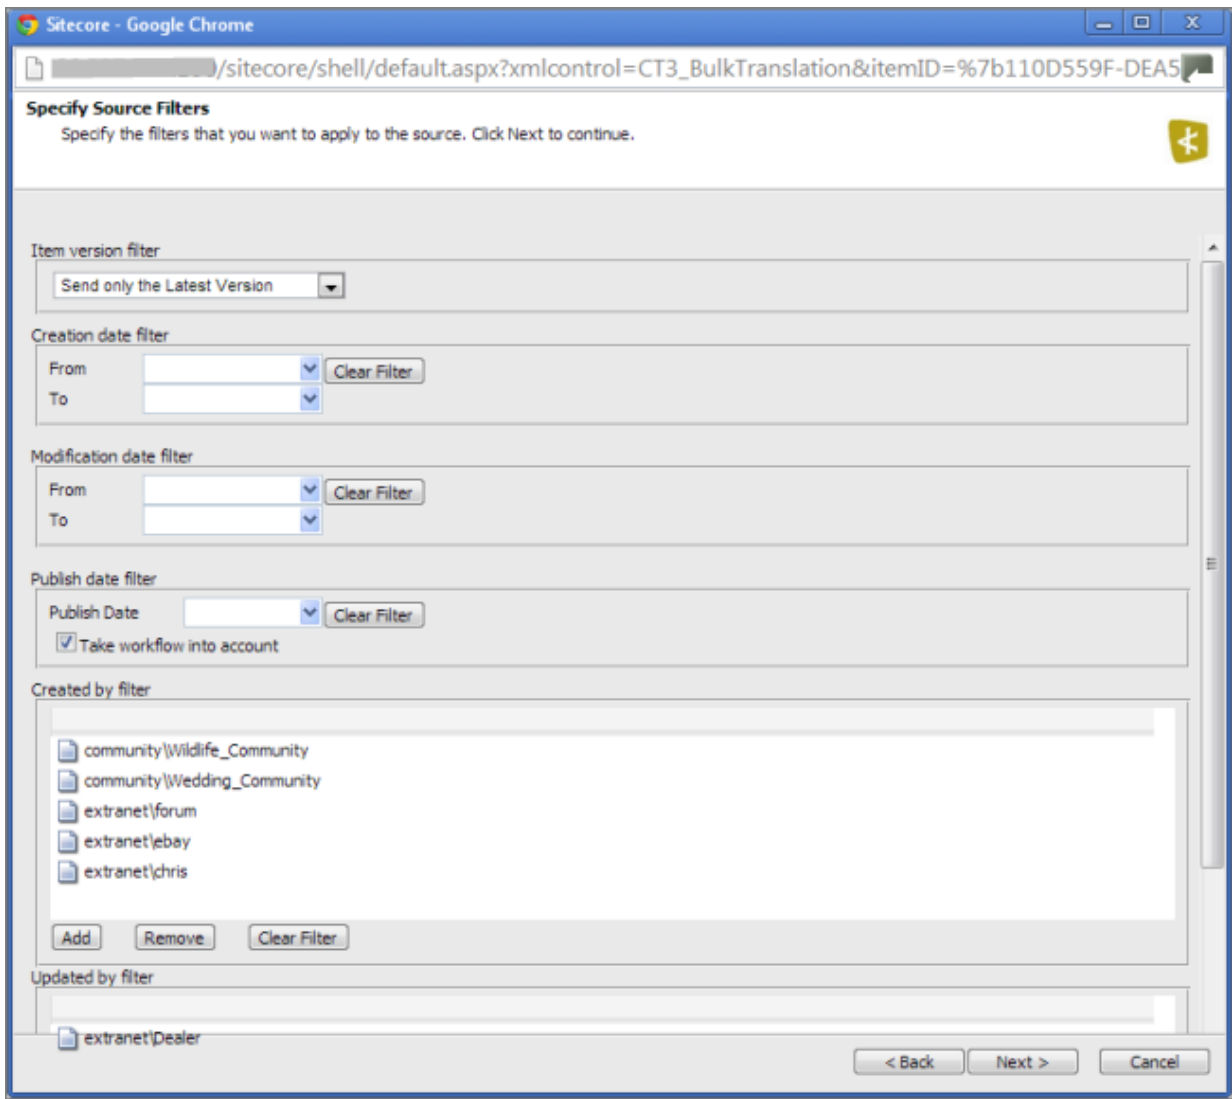 Sitecore - Google Chrome
/sitecore/shell/default.aspx?xmlcontrol=CT3_BulkTranslation&itemID=%7b110D559F-DEA5
Specify Source Filters
Specify the filters that you want to apply to the source. Click Next to continue.
Item version filter
Send only the Latest Version
Creation date filter
From
Clear Filter
To
Modification date filter
From
Clear Filter
To
Publish date filter
Publish Date
Clear Filter
Take workflow into account
Created by filter
community\Wildlife_Community
community\Wedding_Community
extranet\forum
extranet\ebay
extranet\chris
Add Remove Clear Filter
Updated by filter
extranet\Dealer
< Back Next > Cancel